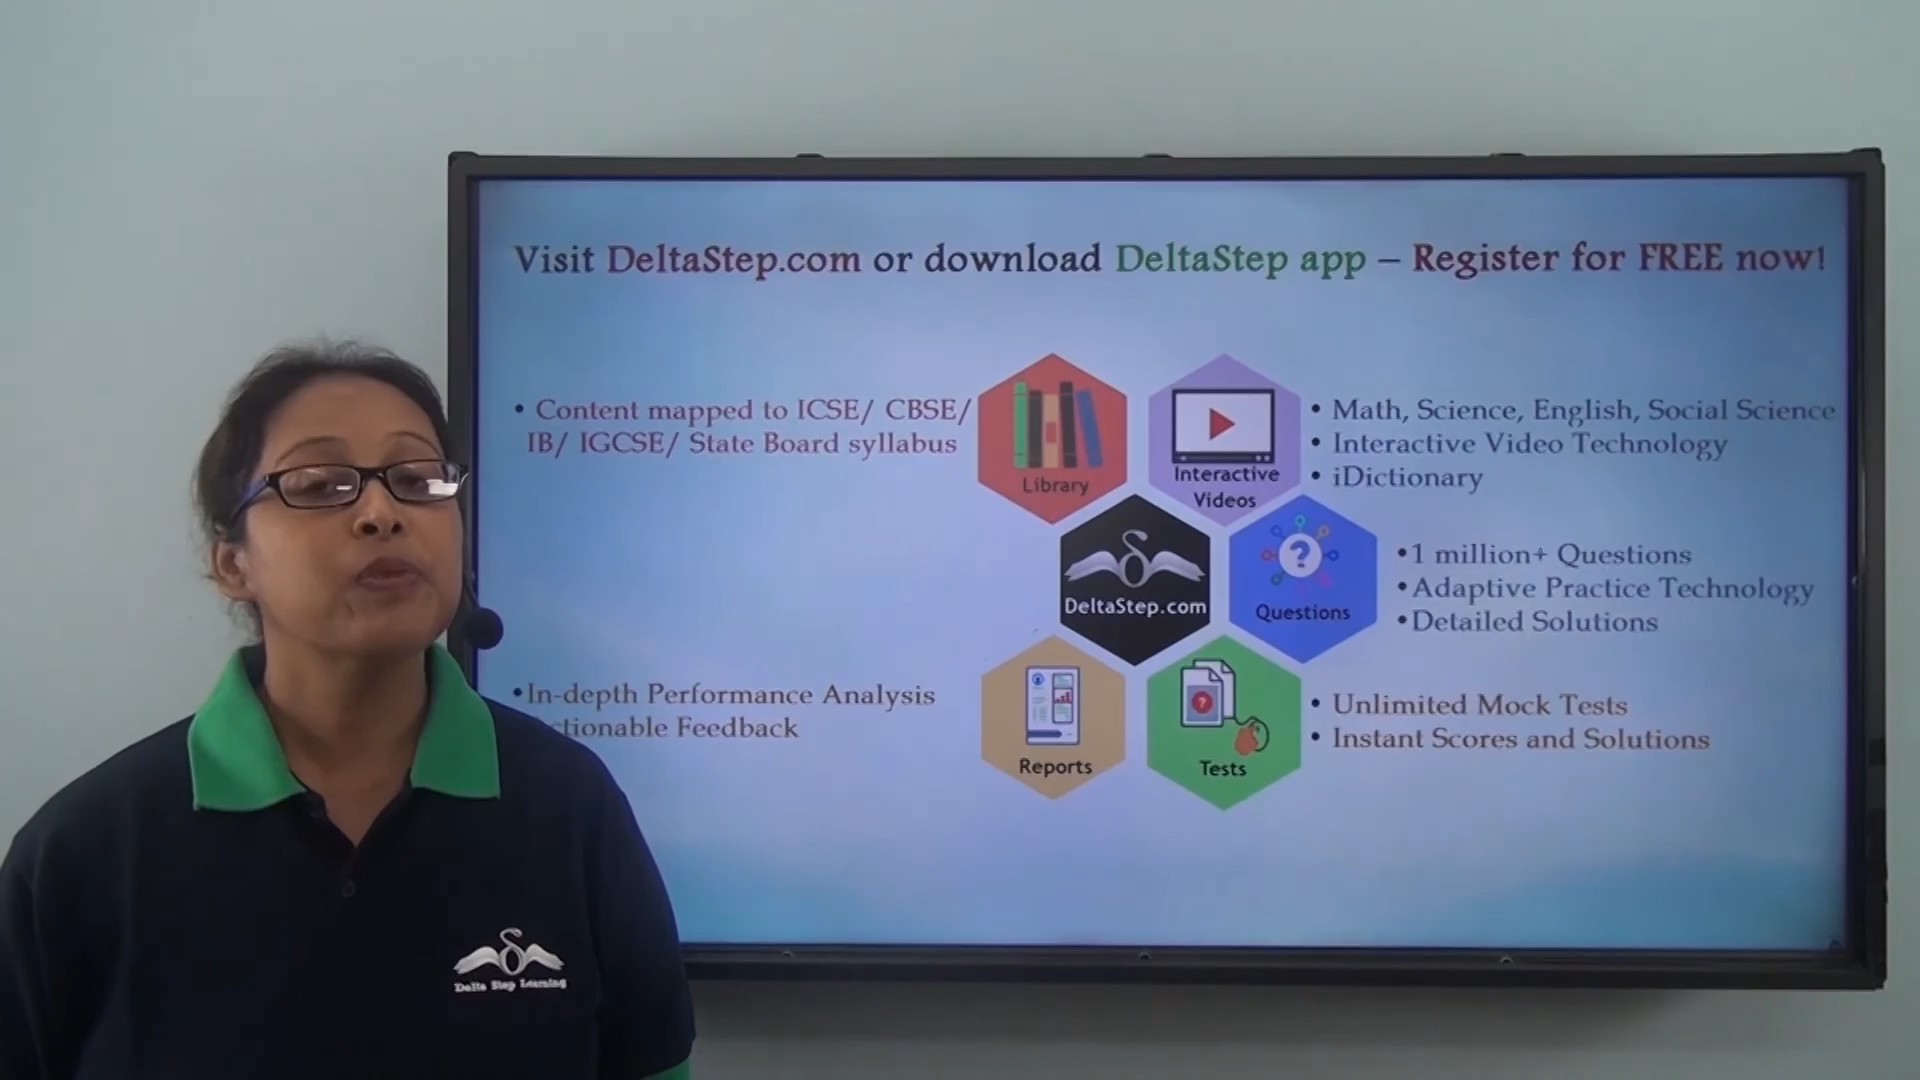 Visit DeltaStep.com or download DeltaStep app – Register for FREE now!
• Content mapped to ICSE/ CBSE/
IB/ IGCSE/ State Board syllabus
Library
Interactive
Videos
• Math, Science, English, Social Science
• Interactive Video Technology
• iDictionary
DeltaStep.com
?
Questions
•1 million+ Questions
•Adaptive Practice Technology
•Detailed Solutions
•In-depth Performance Analysis
ctionable Feedback
Reports
?
Tests
• Unlimited Mock Tests
• Instant Scores and Solutions
Delta Step Learning